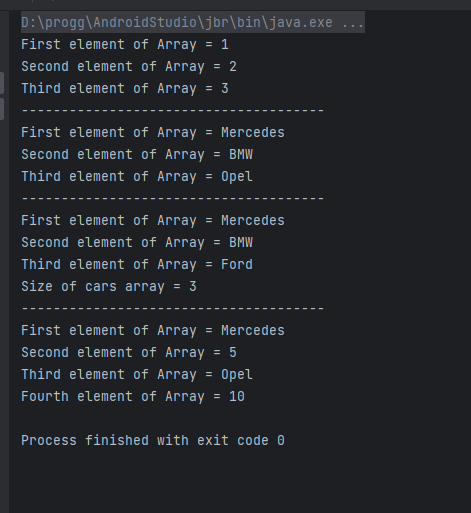 D:\progg\AndroidStudio\jbr\bin\java.exe ...
First element of Array = 1
Second element of Array = 2
Third element of Array = 3
--------------------------------------
First element of Array = Mercedes
Second element of Array = BMW
Third element of Array = Opel
--------------------------------------
First element of Array = Mercedes
Second element of Array = BMW
Third element of Array = Ford
Size of cars array = 3
--------------------------------------
First element of Array = Mercedes
Second element of Array = 5
Third element of Array = Opel
Fourth element of Array = 10
Process finished with exit code 0